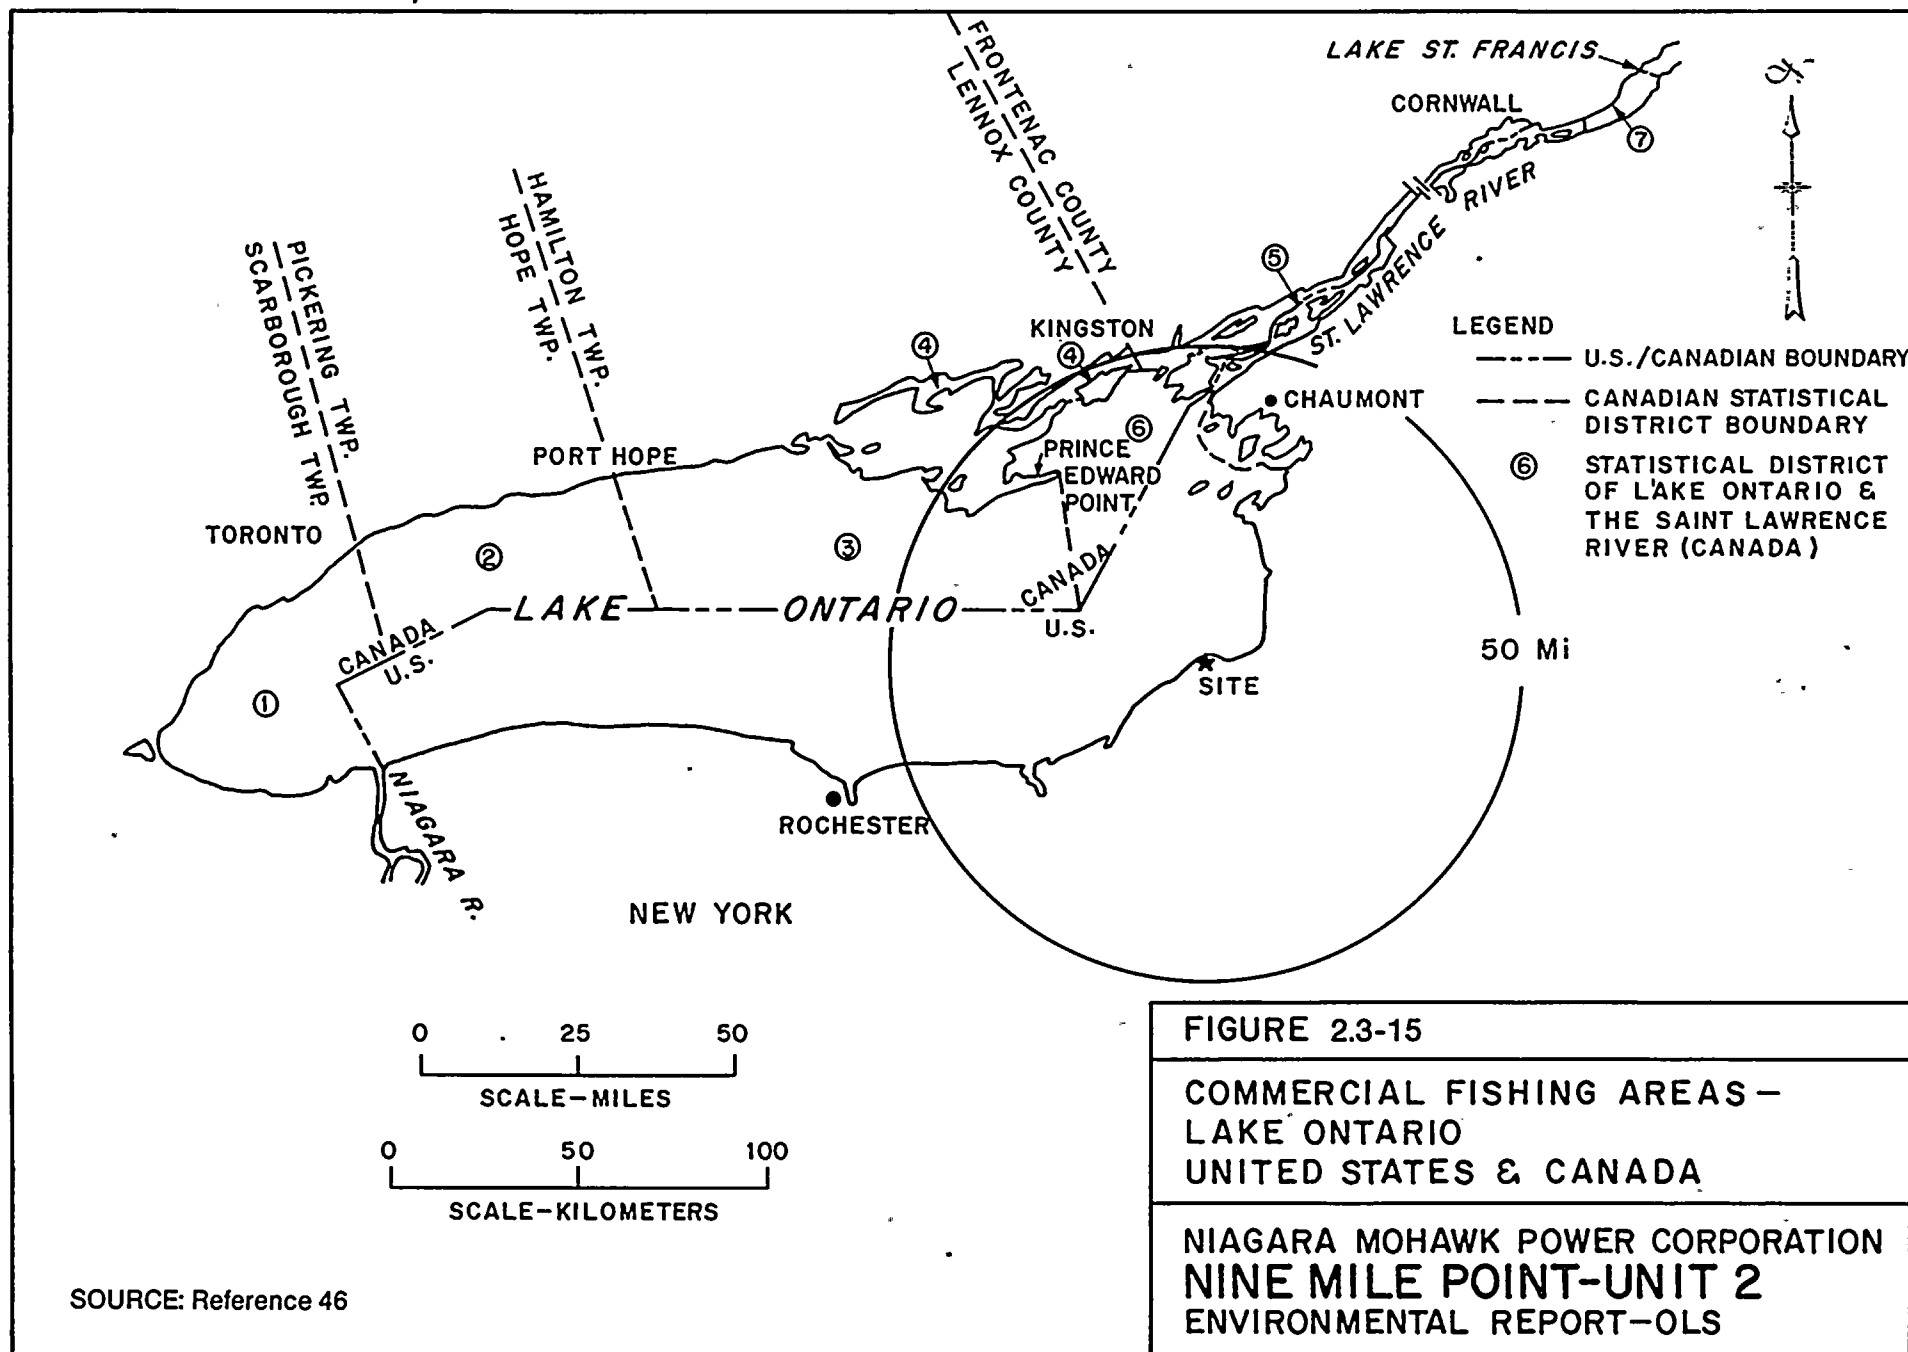 FRONTENAC COUNTY
LENNOX COUNTY
LAKE ST. FRANCIS
CORNWALL
⑦
N
HAMILTON TWP.
HOPE TWP.
PICKERING TWP.
SCARBOROUGH TWP.
ST. LAWRENCE RIVER
⑤
KINGSTON
④
④
LEGEND
U.S./CANADIAN BOUNDARY
CANADIAN STATISTICAL
DISTRICT BOUNDARY
⑥ STATISTICAL DISTRICT
OF LAKE ONTARIO &
THE SAINT LAWRENCE
RIVER (CANADA)
CHAUMONT
⑥
PRINCE
EDWARD
POINT
PORT HOPE
TORONTO
②
③
CANADA
U.S.
LAKE ONTARIO
CANADA
U.S.
50 Mi
SITE
①
NIAGARA R.
ROCHESTER
NEW YORK
0 25 50
SCALE-MILES
0 50 100
SCALE-KILOMETERS
SOURCE: Reference 46
FIGURE 2.3-15
COMMERCIAL FISHING AREAS-
LAKE ONTARIO
UNITED STATES & CANADA
NIAGARA MOHAWK POWER CORPORATION
NINE MILE POINT-UNIT 2
ENVIRONMENTAL REPORT-OLS